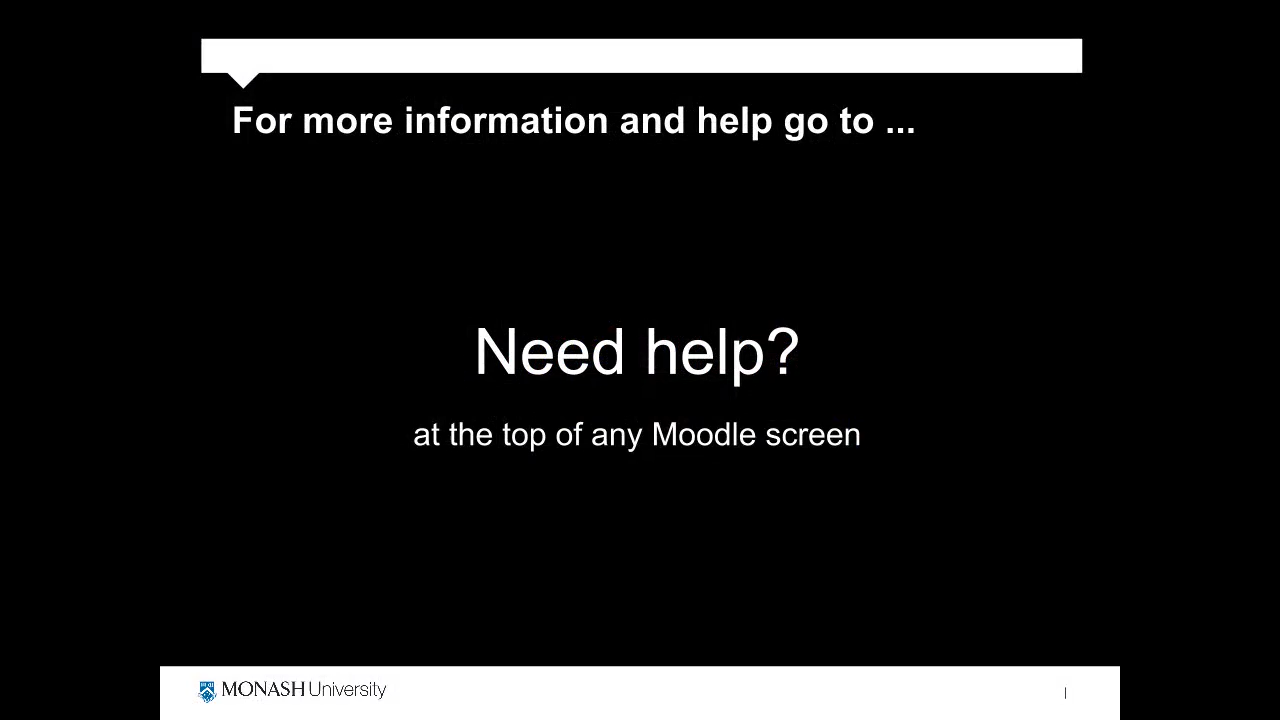 For more information and help go to ...
Need help?
at the top of any Moodle screen
MONASH University